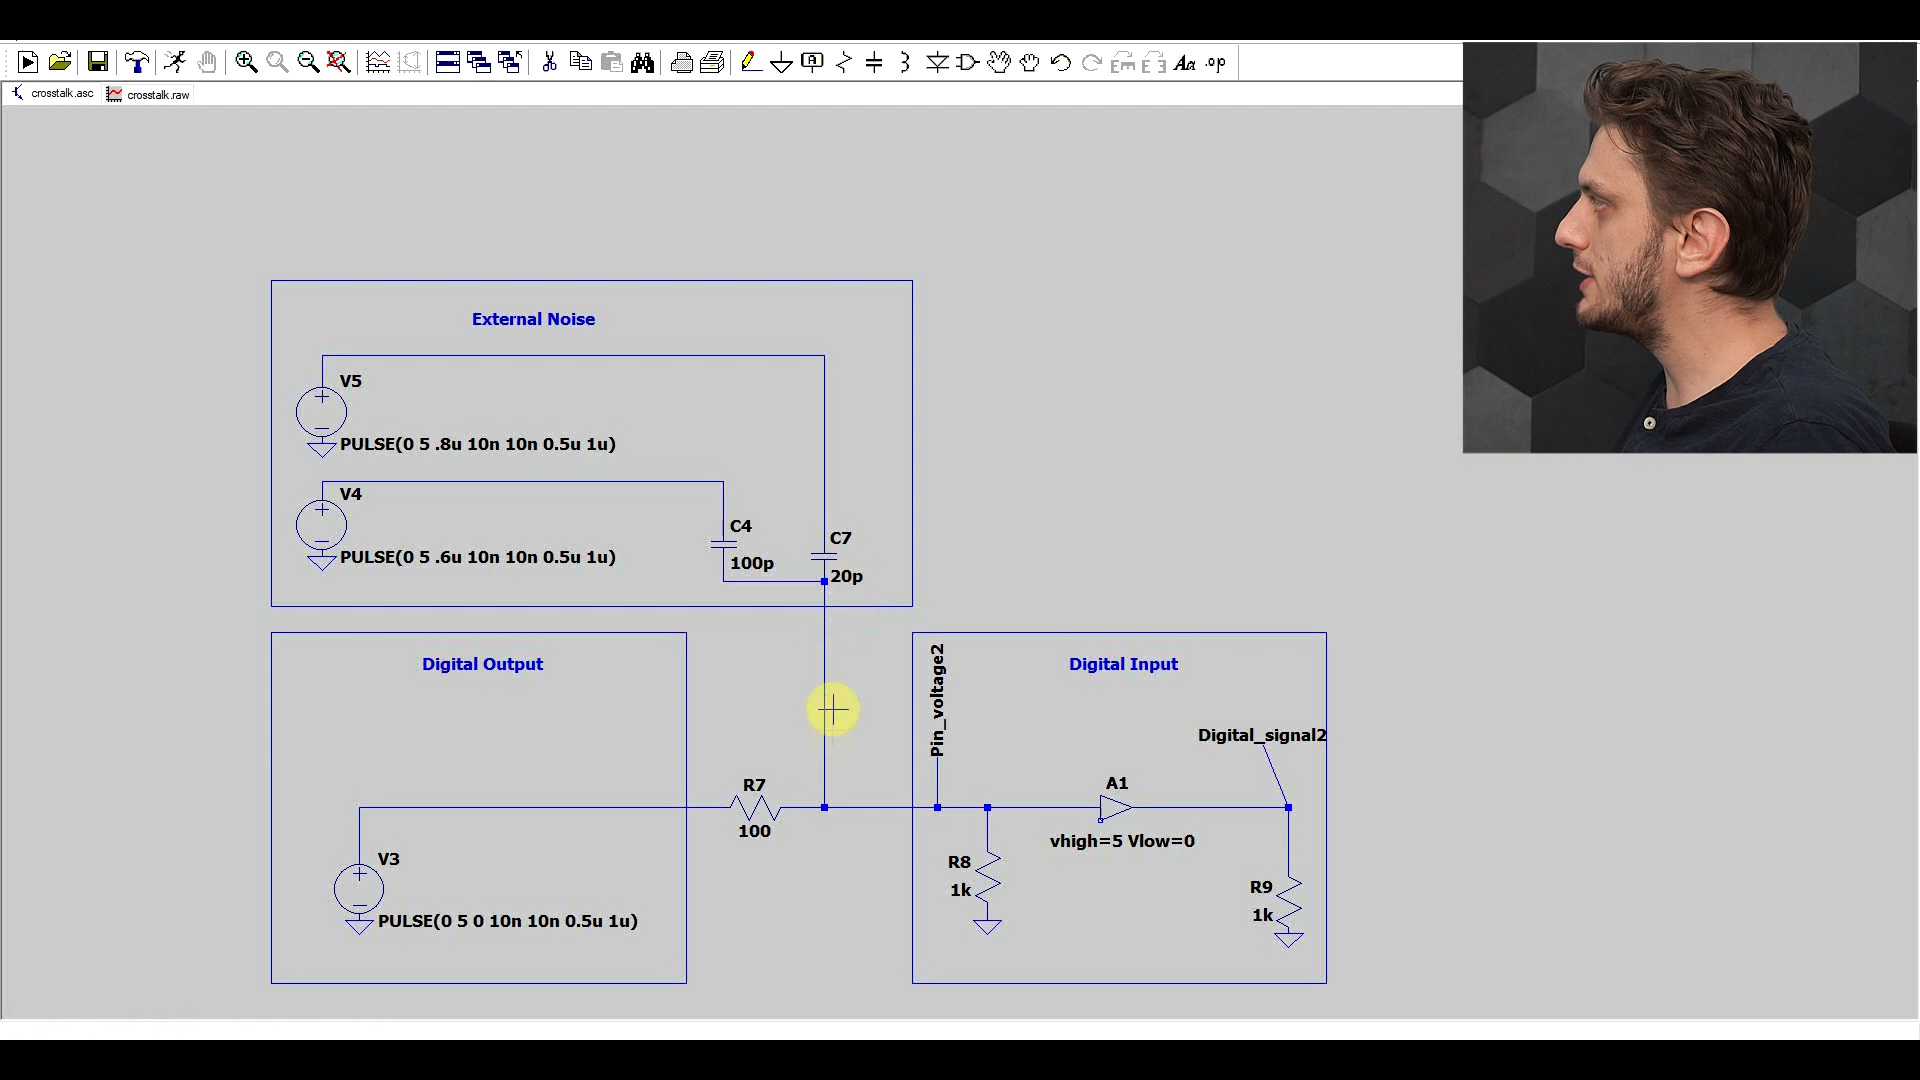 .op
crosstalk.asc
crosstalk.raw
External Noise
V5
PULSE(0 5 .8u 10n 10n 0.5u 1u)
V4
PULSE(0 5 .6u 10n 10n 0.5u 1u)
C4
100p
C7
20p
Digital Output
V3
PULSE(0 5 0 10n 10n 0.5u 1u)
R7
100
Digital Input
Pin_voltage2
R8
1k
A1
vhigh=5 Vlow=0
Digital_signal2
R9
1k